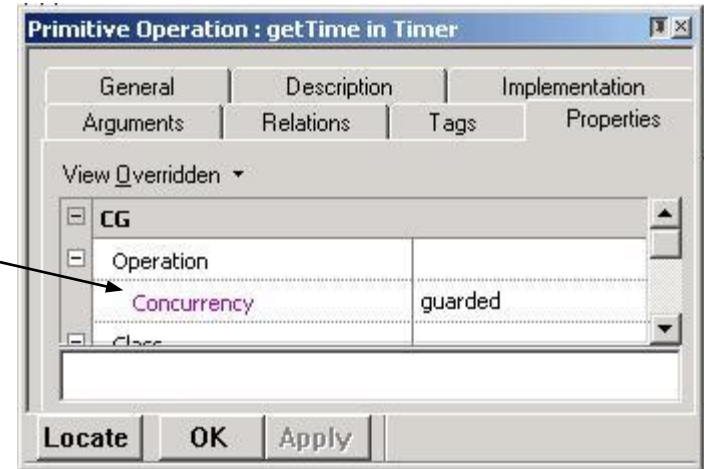 Primitive Operation : getTime in Timer
General Description Implementation
Arguments Relations Tags Properties
View Overridden
CG
Operation
Concurrency guarded
Class
Locate OK Apply